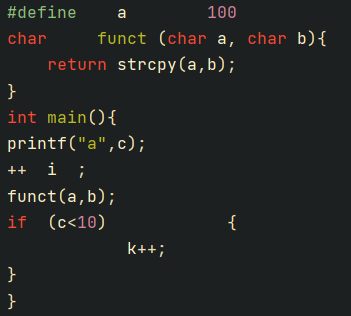 #define    a        100
char     funct (char a, char b){
    return strcpy(a,b);
}
int main(){
printf("a",c);
++  i  ;
funct(a,b);
if  (c<10)            {
            k++;
}
}